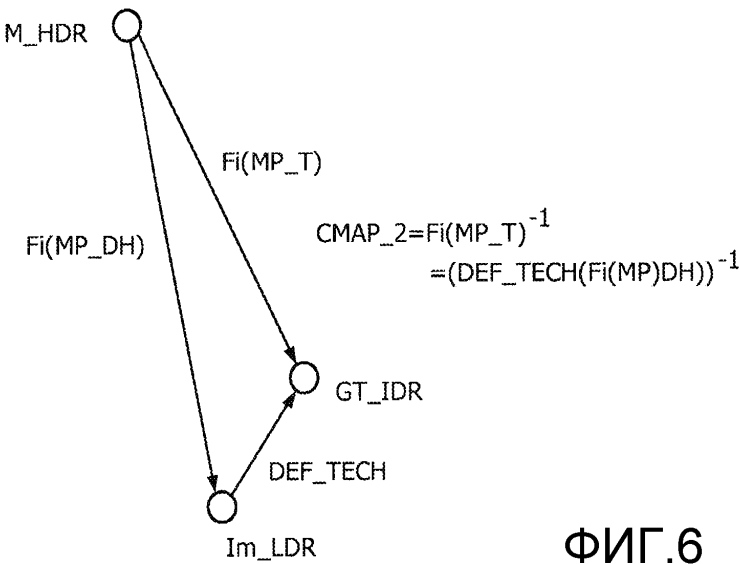 M_HDR
Fi(MP_T)
Fi(MP_DH)
CMAP_2=Fi(MP_T)^-1
=(DEF_TECH(Fi(MP)DH))^-1
GT_IDR
DEF_TECH
Im_LDR
ФИГ.6